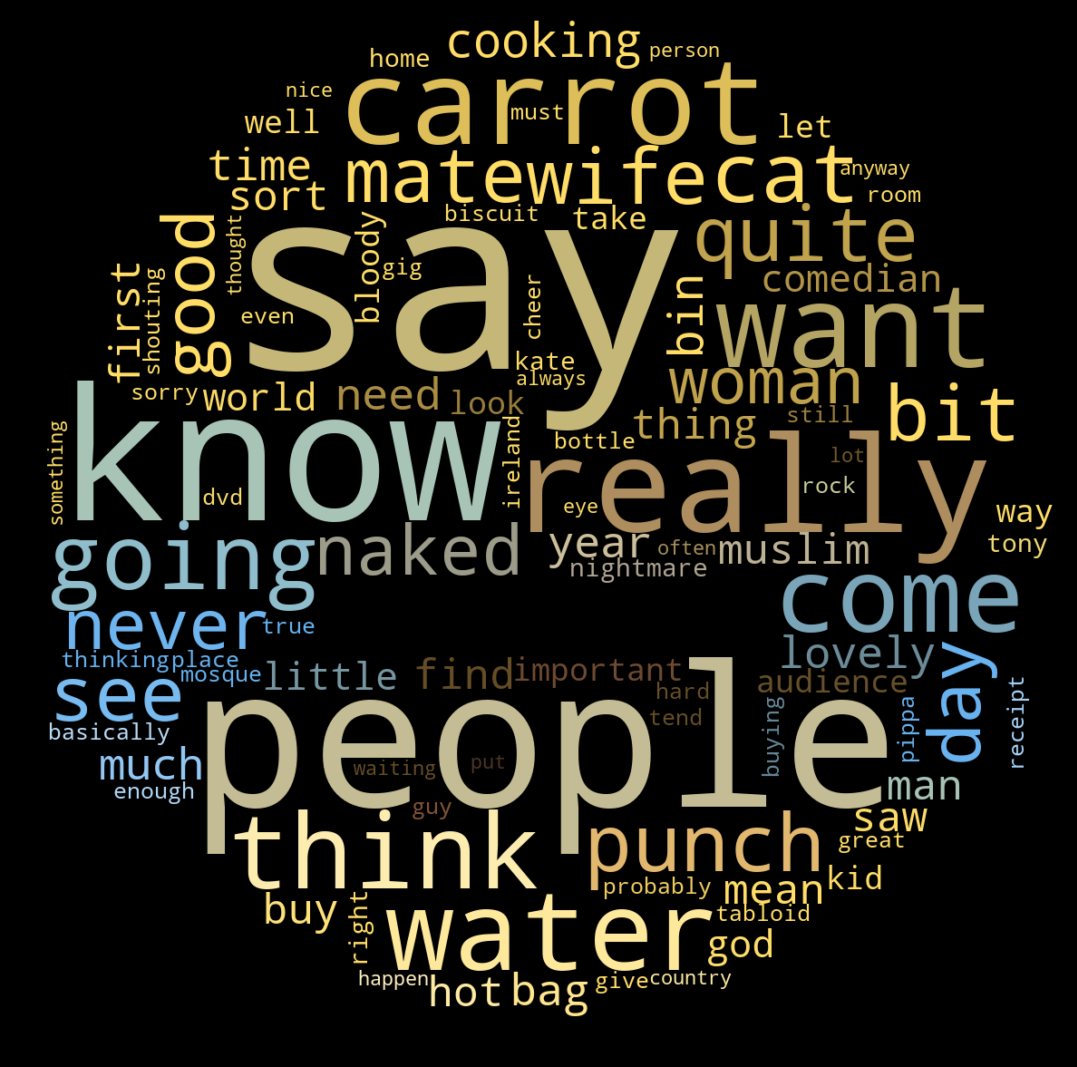 cooking
person
home
carrot
nice
must
well
let
time
mate
wife
cat
anyway
sort
room
biscuit
take
good
thought
bloody
say
quite
first
shouting
gig
comedian
even
cheer
bin
want
kate
always
woman
sorry
world
need
look
bit
know
thing
still
something
ireland
bottle
really
lot
dvd
eye
rock
way
going
naked
year
often
muslim
tony
nightmare
come
never
true
thinking
place
mosque
little
find
important
lovely
audience
day
see
hard
receipt
basically
people
tend
buying
pippa
much
waiting
put
enough
guy
man
think
punch
saw
great
probably
mean
kid
buy
right
water
tabloid
god
happen
hot
bag
give
country